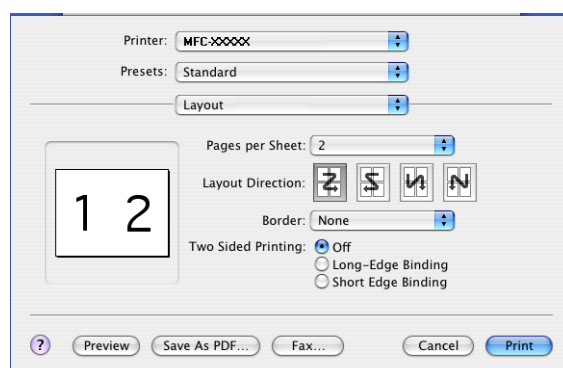 Printer: MFC-XXXXX
Presets: Standard
Layout
Pages per Sheet: 2
Layout Direction:
Border: None
Two Sided Printing: Off
Long-Edge Binding
Short Edge Binding
1 2
? Preview Save As PDF... Fax... Cancel Print